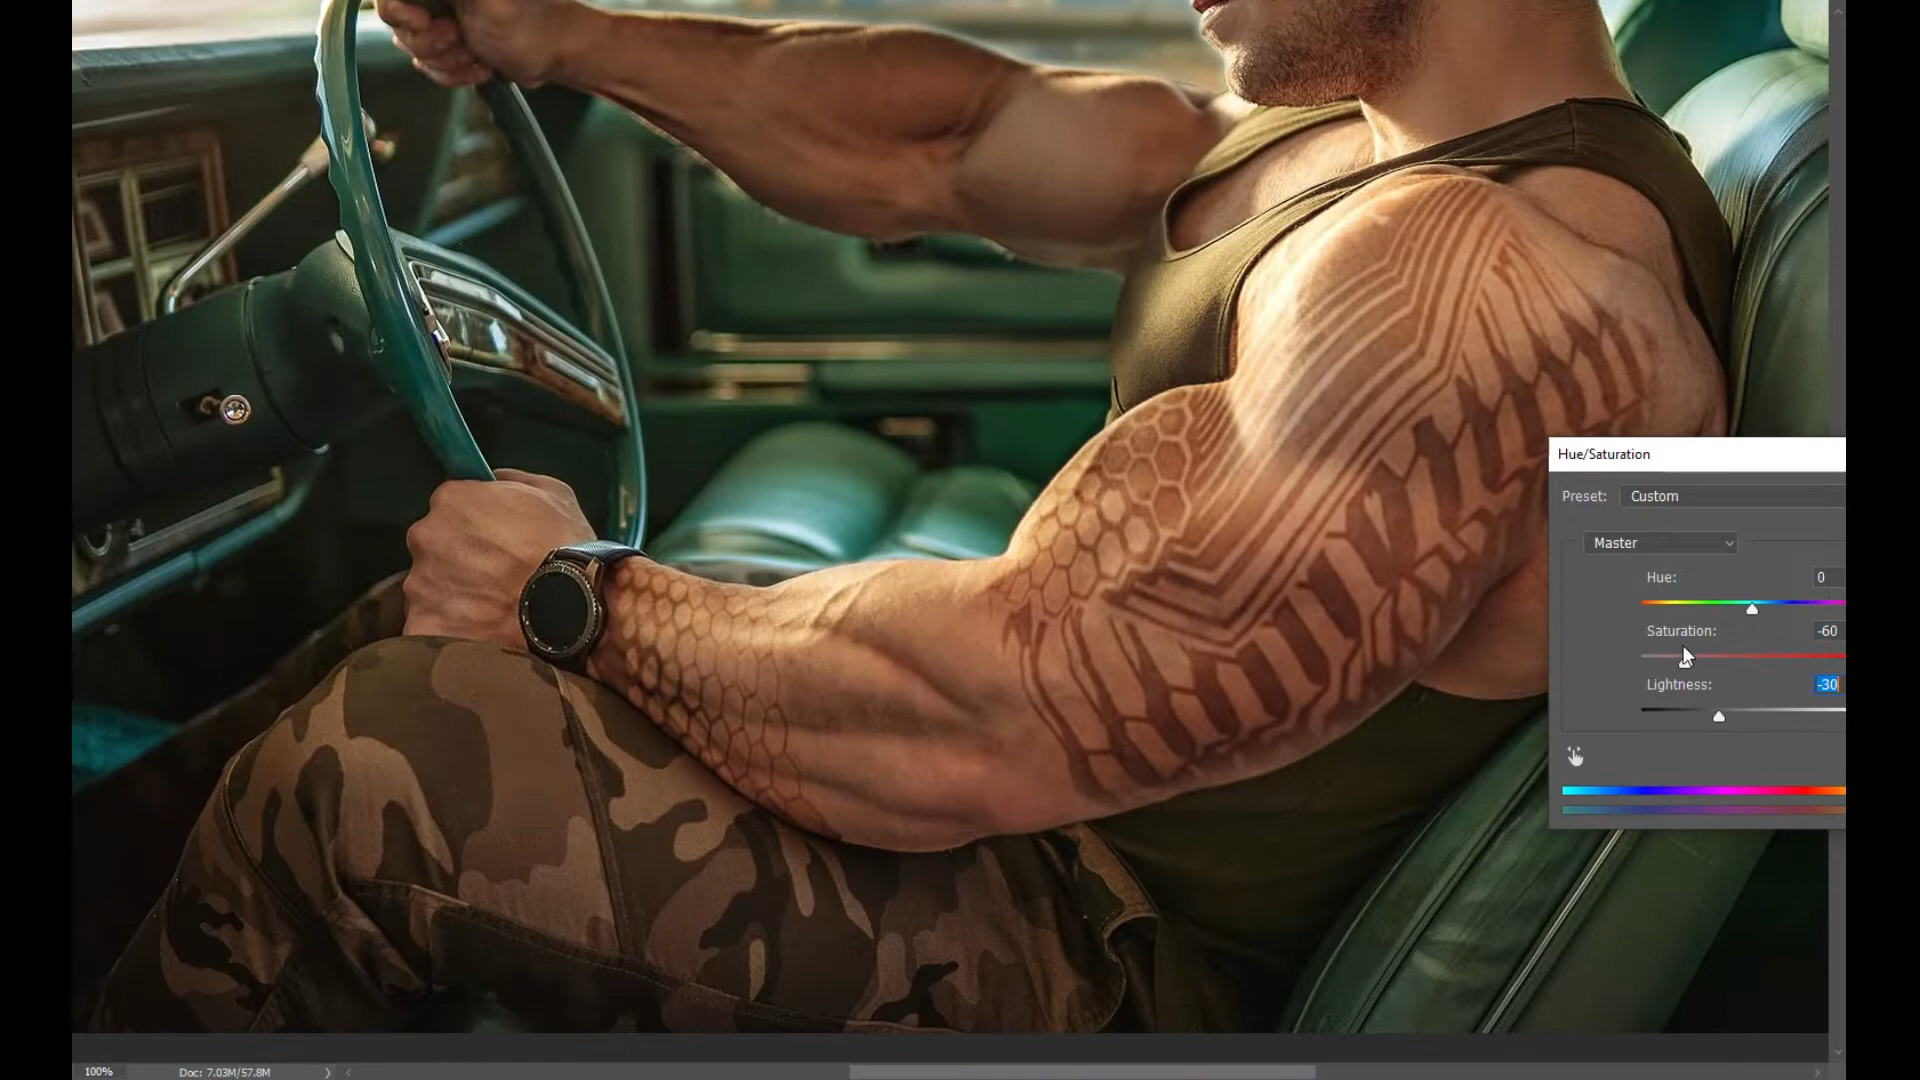 Hue/Saturation
Preset: Custom
Master
Hue: 0
Saturation: -60
Lightness: -30
100% Doc: 7.03M/57.8M